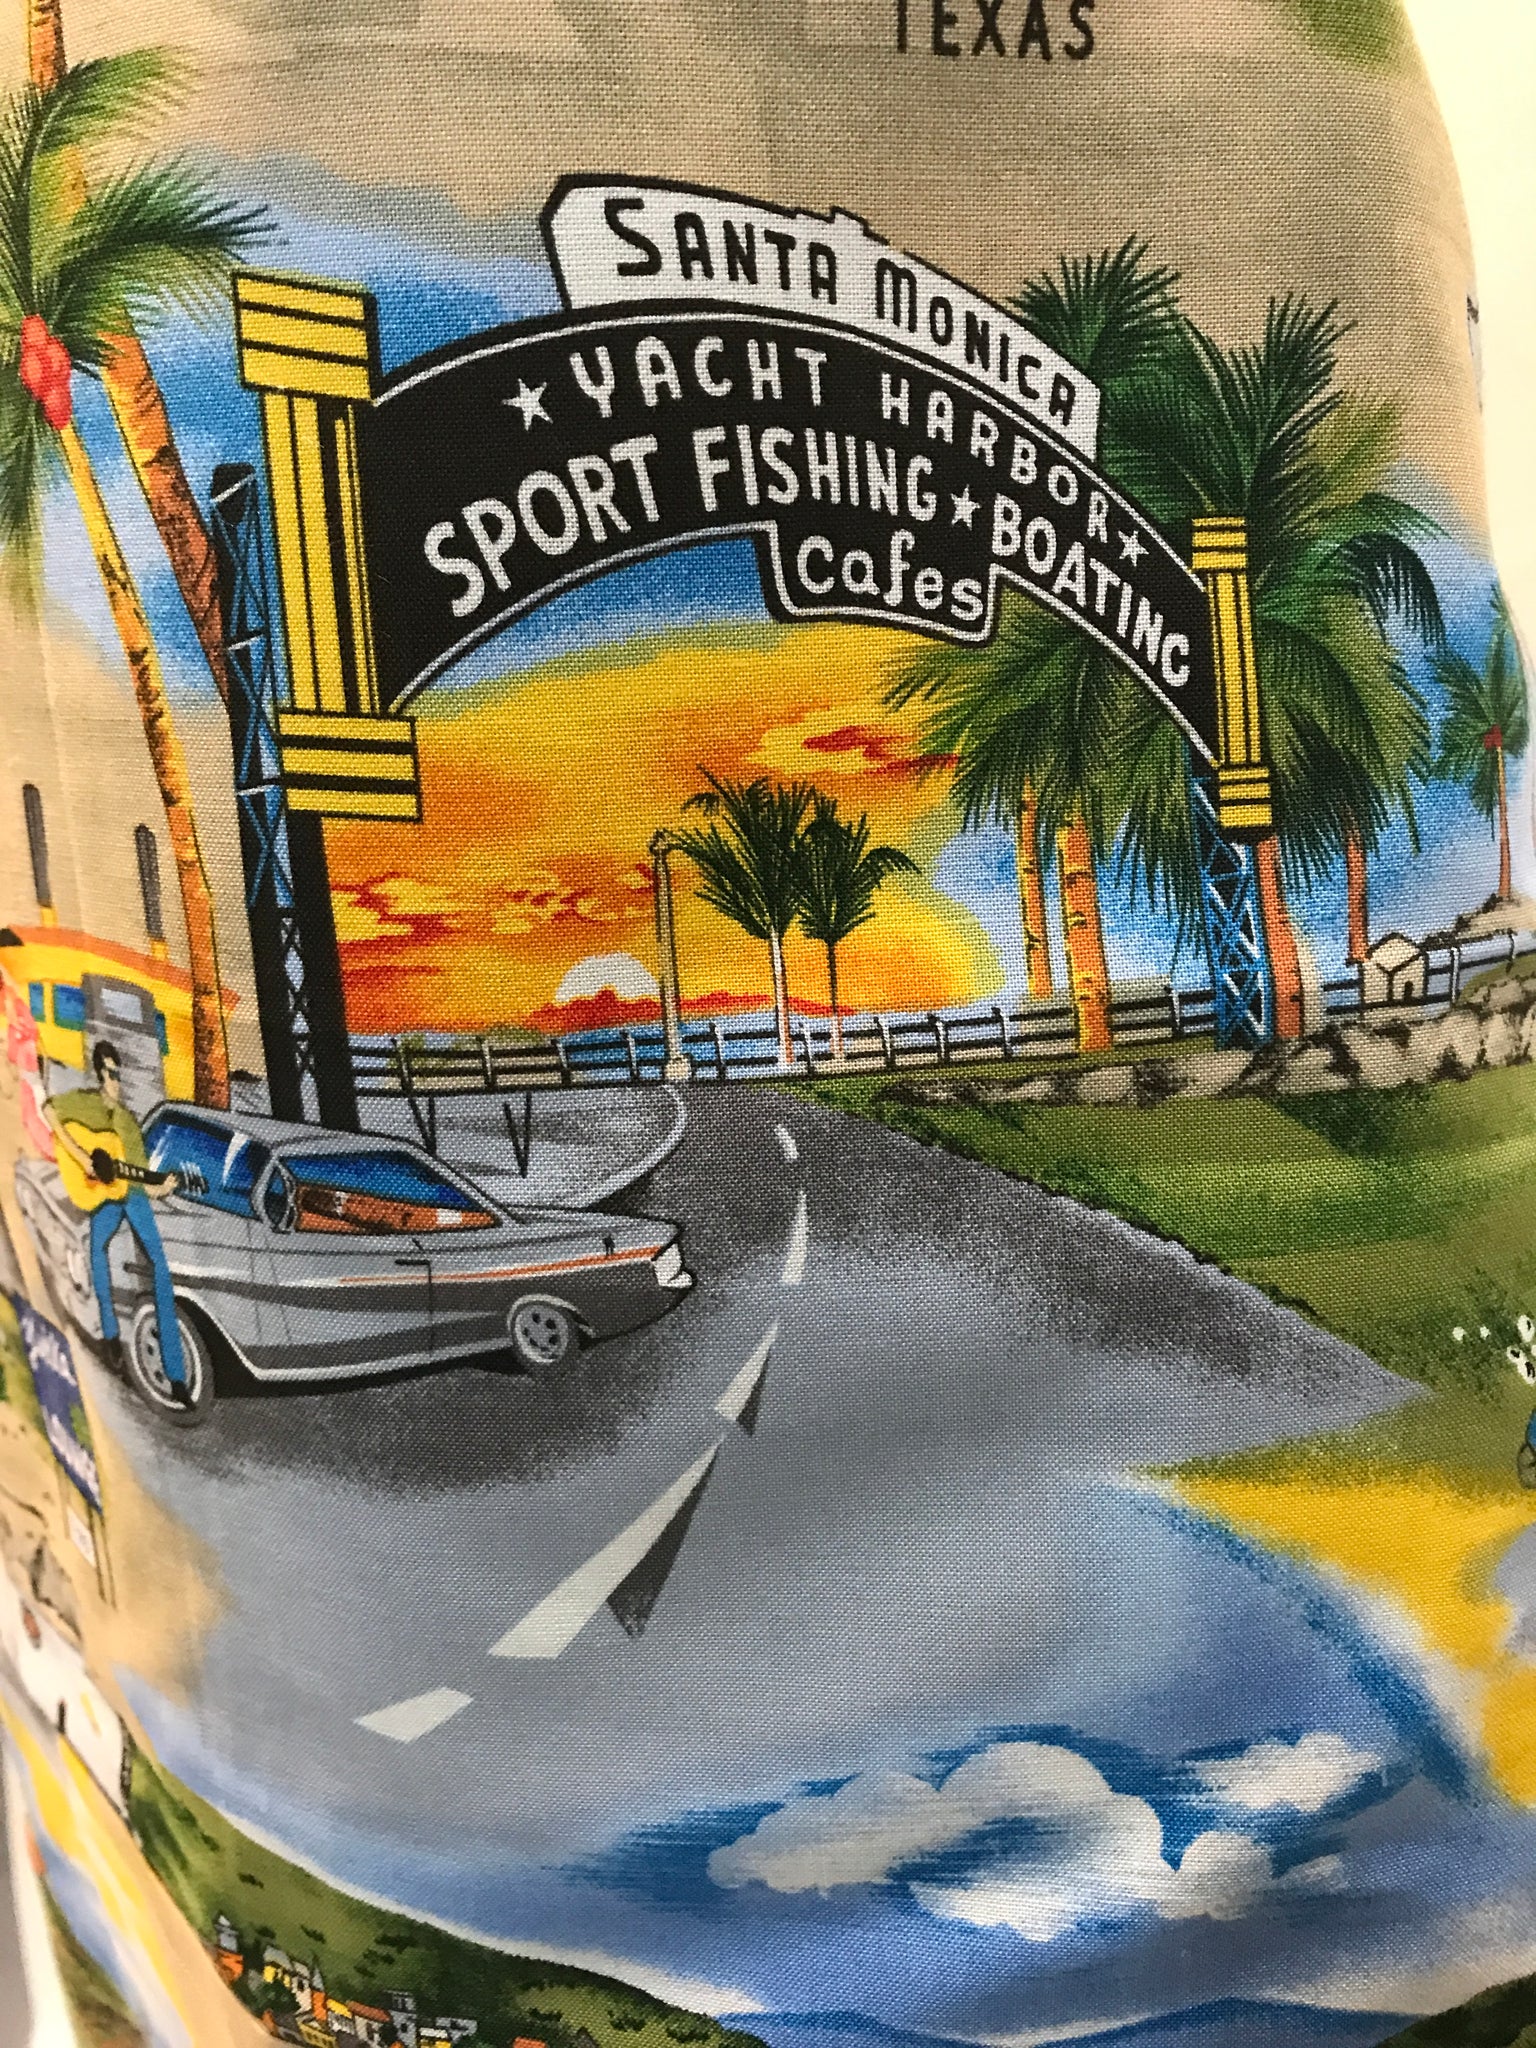 TEXAS
SANTA MONICA
★ YACHT HARBOR ★
SPORT FISHING ★ BOATING
cafes